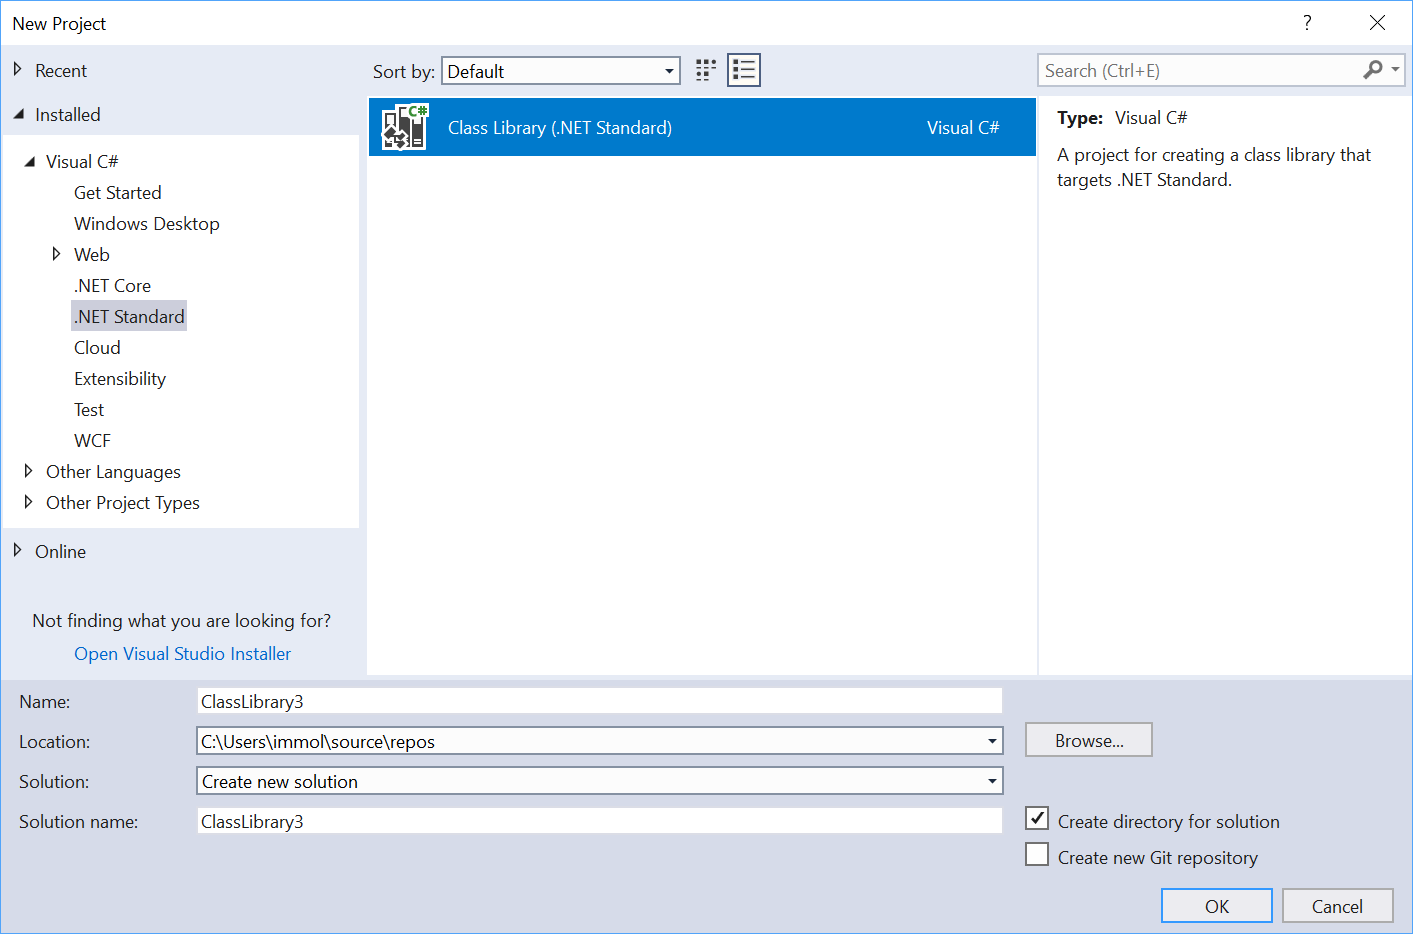 New Project
?
Recent
Installed
Visual C#
Get Started
Windows Desktop
Web
.NET Core
.NET Standard
Cloud
Extensibility
Test
WCF
Other Languages
Other Project Types
Online
Not finding what you are looking for?
Open Visual Studio Installer
Sort by: Default
C#
Class Library (.NET Standard) Visual C#
Search (Ctrl+E)
Type: Visual C#
A project for creating a class library that
targets .NET Standard.
Name: ClassLibrary3
Location: C:\Users\immol\source\repos Browse...
Solution: Create new solution
Solution name: ClassLibrary3
Create directory for solution
Create new Git repository
OK Cancel